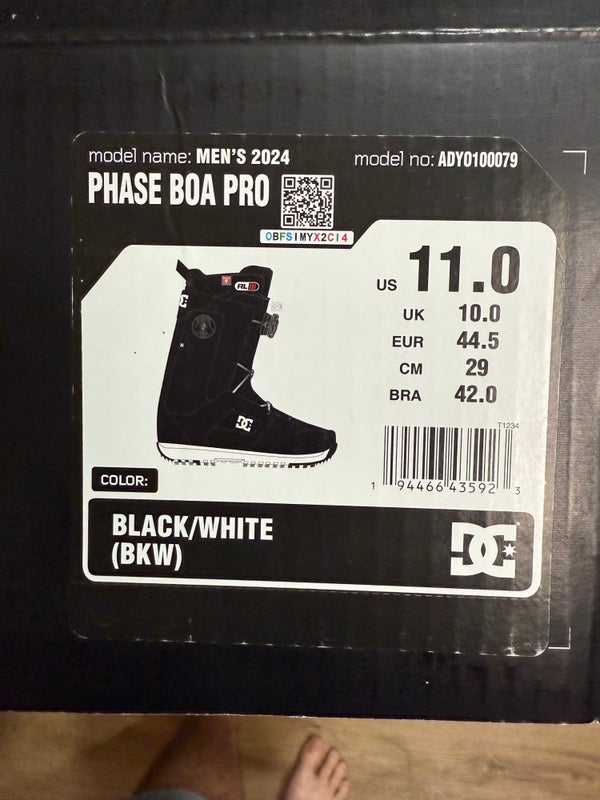 model name: MEN'S 2024
model no: ADYO100079
PHASE BOA PRO
OBFSIMYX2CI4
US 11.0
UK 10.0
EUR 44.5
CM 29
BRA 42.0
T1234
1 94466 43592 3
COLOR:
BLACK/WHITE
(BKW)
DC